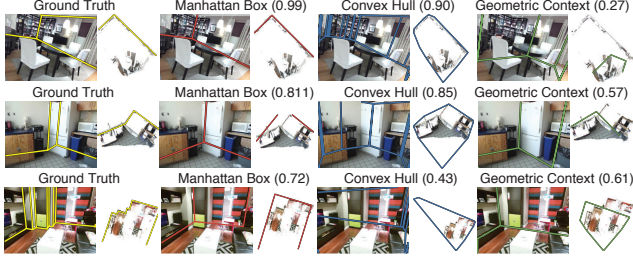 Ground Truth Manhattan Box (0.99) Convex Hull (0.90) Geometric Context (0.27)
Ground Truth Manhattan Box (0.811) Convex Hull (0.85) Geometric Context (0.57)
Ground Truth Manhattan Box (0.72) Convex Hull (0.43) Geometric Context (0.61)